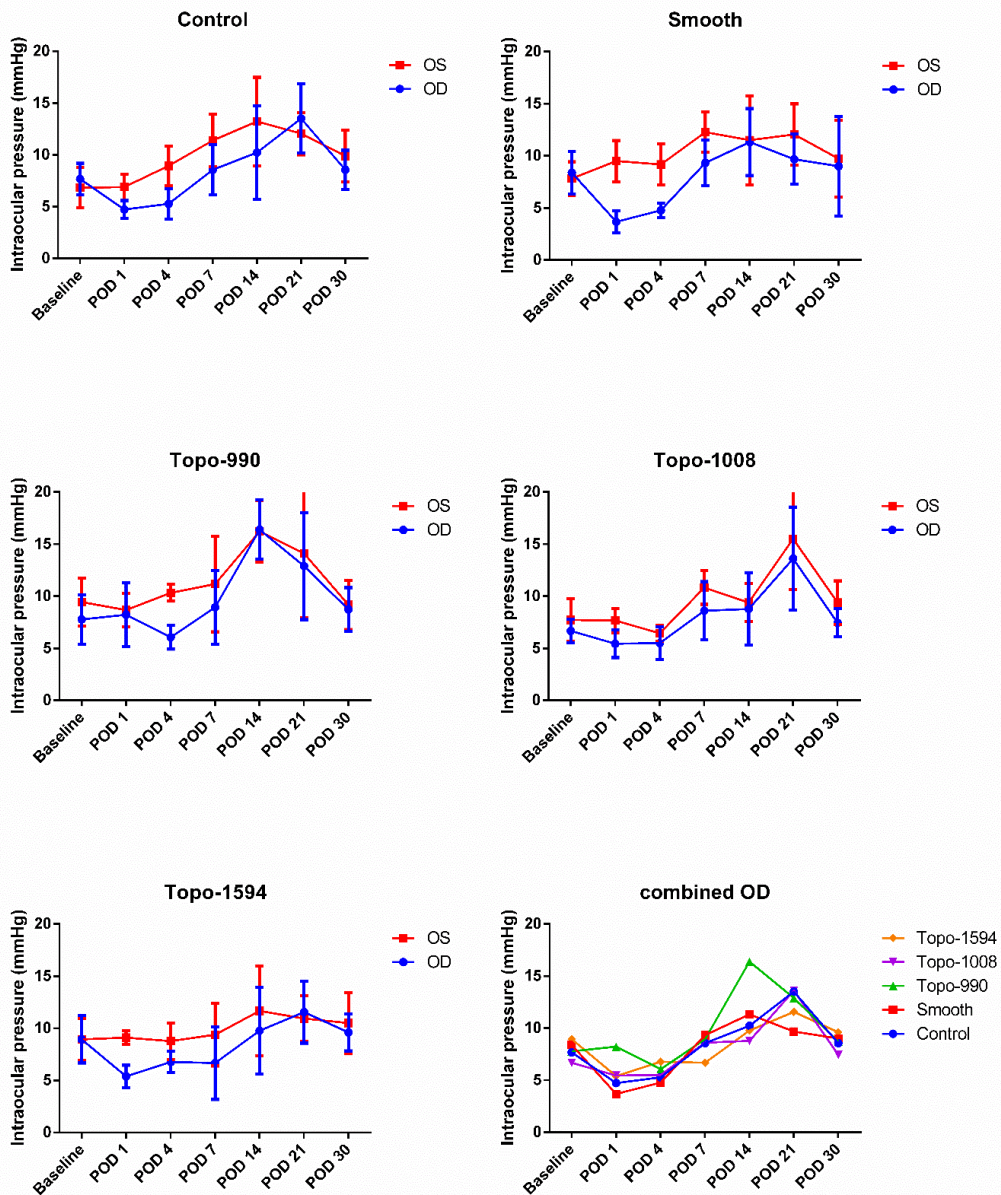 Control
Intraocular pressure (mmHg)
20
15
10
5
0
Baseline
POD 1
POD 4
POD 7
POD 14
POD 21
POD 30
OS
OD
Smooth
Intraocular pressure (mmHg)
20
15
10
5
0
Baseline
POD 1
POD 4
POD 7
POD 14
POD 21
POD 30
OS
OD
Topo-990
Intraocular pressure (mmHg)
20
15
10
5
0
Baseline
POD 1
POD 4
POD 7
POD 14
POD 21
POD 30
OS
OD
Topo-1008
Intraocular pressure (mmHg)
20
15
10
5
0
Baseline
POD 1
POD 4
POD 7
POD 14
POD 21
POD 30
OS
OD
Topo-1594
Intraocular pressure (mmHg)
20
15
10
5
0
Baseline
POD 1
POD 4
POD 7
POD 14
POD 21
POD 30
OS
OD
combined OD
Intraocular pressure (mmHg)
20
15
10
5
0
Baseline
POD 1
POD 4
POD 7
POD 14
POD 21
POD 30
Topo-1594
Topo-1008
Topo-990
Smooth
Control